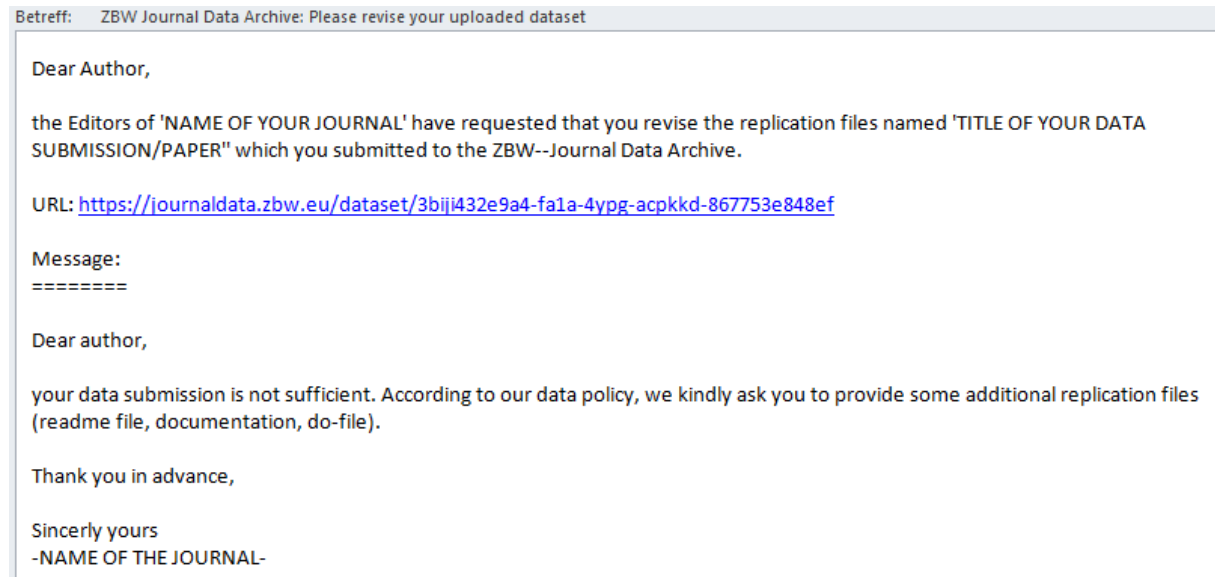 Betreff: ZBW Journal Data Archive: Please revise your uploaded dataset
Dear Author,
the Editors of 'NAME OF YOUR JOURNAL' have requested that you revise the replication files named 'TITLE OF YOUR DATA
SUBMISSION/PAPER" which you submitted to the ZBW--Journal Data Archive.
URL: https://journaldata.zbw.eu/dataset/3biji432e9a4-fa1a-4ypg-acpkkd-867753e848ef
Message:
========
Dear author,
your data submission is not sufficient. According to our data policy, we kindly ask you to provide some additional replication files
(readme file, documentation, do-file).
Thank you in advance,
Sincerly yours
-NAME OF THE JOURNAL-